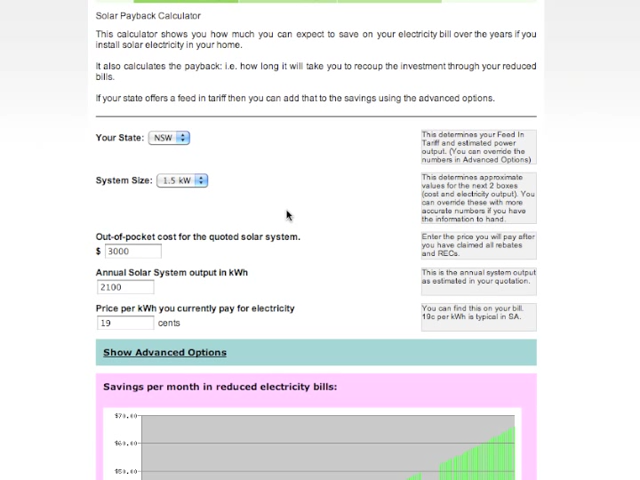 Solar Payback Calculator
This calculator shows you how much you can expect to save on your electricity bill over the years if you
install solar electricity in your home.
It also calculates the payback: i.e. how long it will take you to recoup the investment through your reduced
bills.
If your state offers a feed in tariff then you can add that to the savings using the advanced options.
Your State: NSW
This determines your Feed In
Tariff and estimated power
output. (You can override the
numbers in Advanced Options)
System Size: 1.5 kW
This determines approximate
values for the next 2 boxes
(cost and electricity output). You
can override these with more
accurate numbers if you have
the information to hand.
Out-of-pocket cost for the quoted solar system.
$ 3000
Enter the price you will pay after
you have claimed all rebates
and RECs.
Annual Solar System output in kWh
2100
This is the annual system output
as estimated in your quotation.
Price per kWh you currently pay for electricity
19 cents
You can find this on your bill.
19c per kWh is typical in SA.
Show Advanced Options
Savings per month in reduced electricity bills:
$70.00
$60.00
$50.00